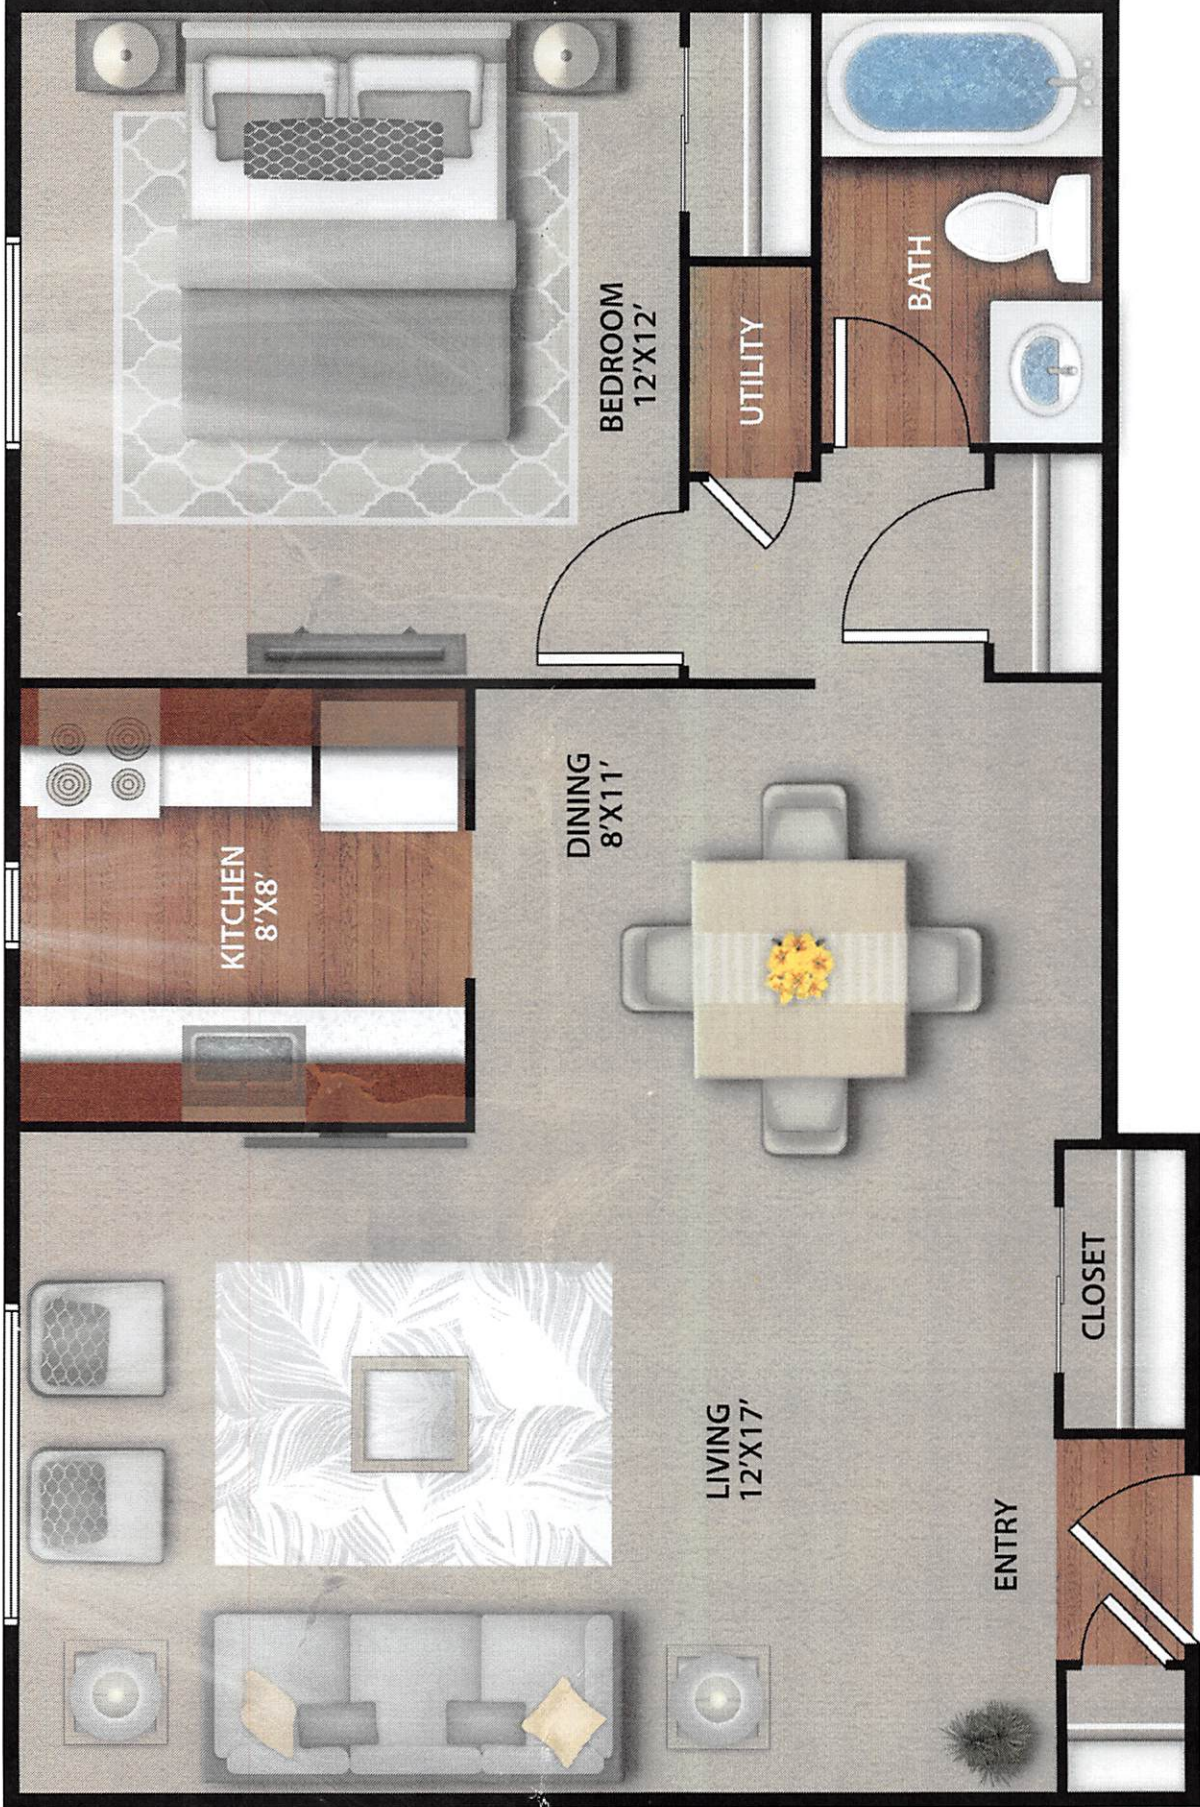 BEDROOM
12'X12'
UTILITY
BATH
KITCHEN
8'X8'
DINING
8'X11'
LIVING
12'X17'
CLOSET
ENTRY